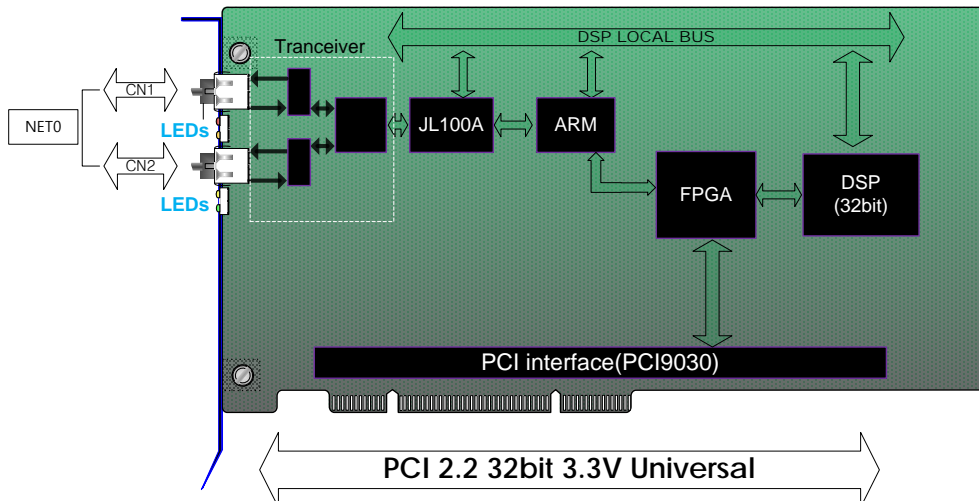 DSP LOCAL BUS
Tranceiver
CN1
NET0
LEDs
JL100A
ARM
CN2
LEDs
FPGA
DSP
(32bit)
PCI interface(PCI9030)
PCI 2.2 32bit 3.3V Universal